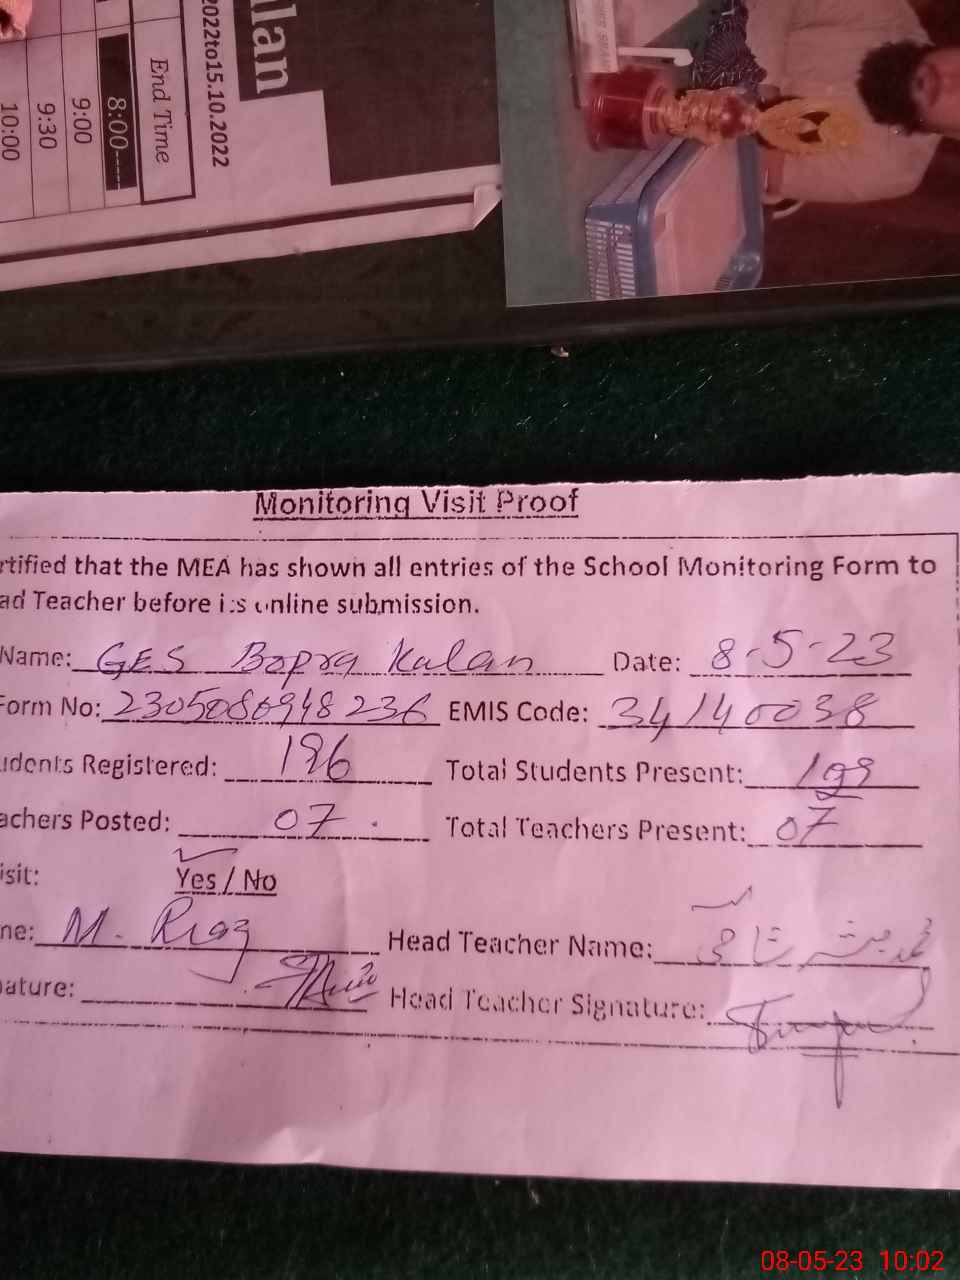 lan
2022to15.10.2022
End Time
8:00-----
9:00
9:30
10:00
Monitoring Visit Proof
rtified that the MEA has shown all entries of the School Monitoring Form to
ad Teacher before its online submission.
Name: GES Bopra Kalan Date: 8-5-23
Form No: 2305080948236 EMIS Code: 34140038
udents Registered: 196 Total Students Present:
achers Posted: 07 Total Teachers Present: 07
isit: Yes / No
me: M. Riaz Head Teacher Name:
nature: Head Teacher Signature:
08-05-23 10:02